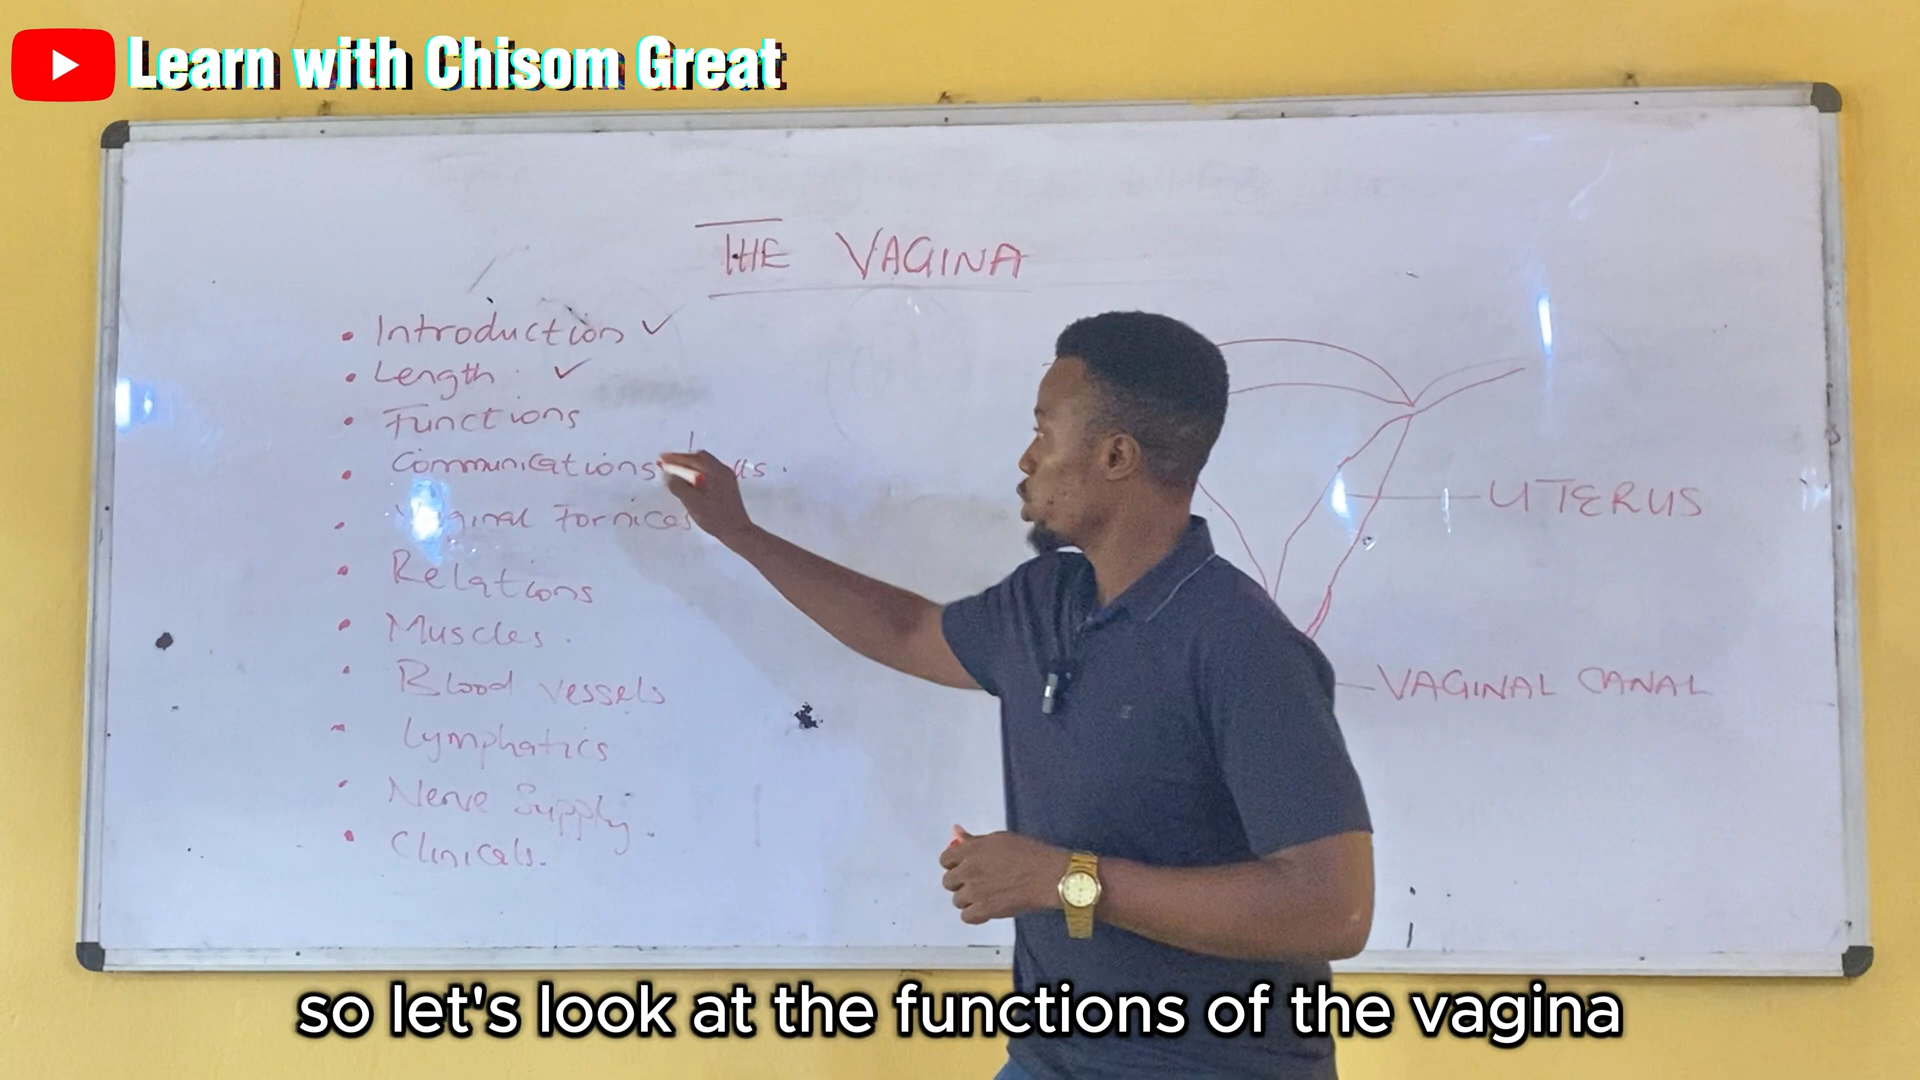 Learn with Chisom Great
THE VAGINA
Introduction
Length
Functions
Communications
Vaginal Fornices
Relations
Muscles.
Blood vessels
Lymphatics
Nerve Supply.
Clinicals.
UTERUS
VAGINAL CANAL
so let's look at the functions of the vagina